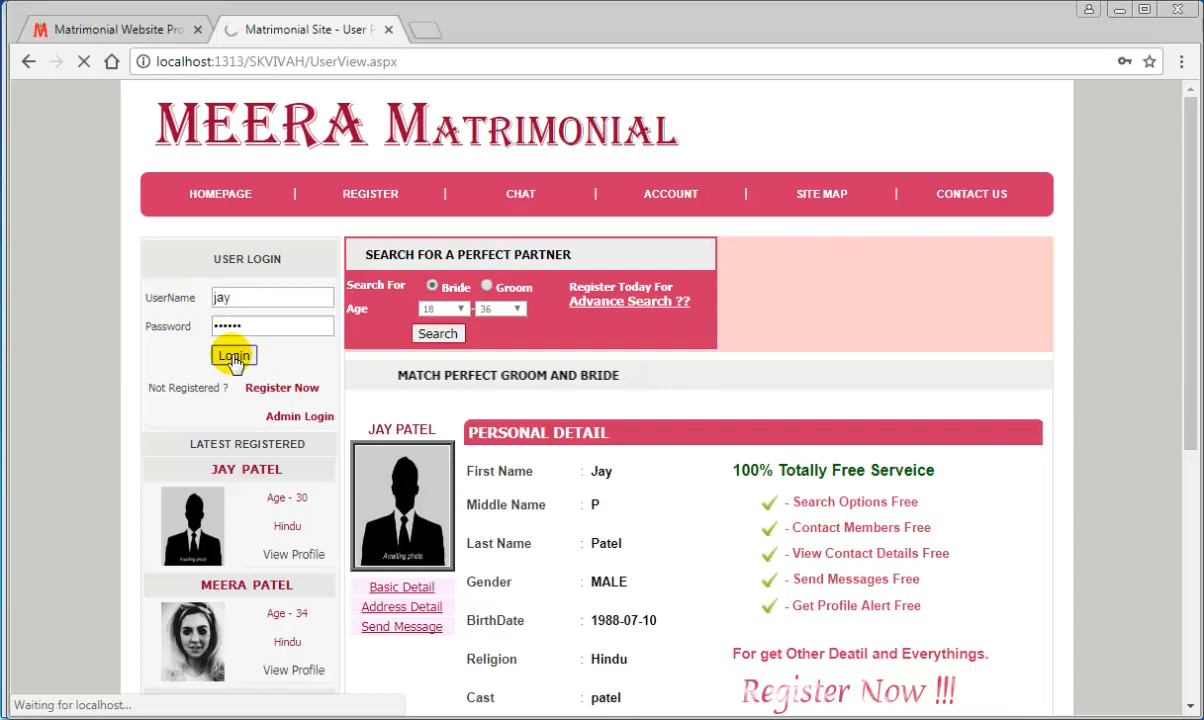 Matrimonial Website Pro
Matrimonial Site - User P
localhost:1313/SKVIVAH/UserView.aspx
MEERA MATRIMONIAL
HOMEPAGE | REGISTER | CHAT | ACCOUNT | SITE MAP | CONTACT US
USER LOGIN
UserName jay
Password ••••••
Login
Not Registered ? Register Now
Admin Login
LATEST REGISTERED
JAY PATEL
Age - 30
Hindu
Awaiting photo
View Profile
MEERA PATEL
Age - 34
Hindu
View Profile
SEARCH FOR A PERFECT PARTNER
Search For Bride Groom
Age 18 - 36
Search
Register Today For
Advance Search ??
MATCH PERFECT GROOM AND BRIDE
JAY PATEL
Awaiting photo
Basic Detail
Address Detail
Send Message
PERSONAL DETAIL
First Name : Jay
Middle Name : P
Last Name : Patel
Gender : MALE
BirthDate : 1988-07-10
Religion : Hindu
Cast : patel
100% Totally Free Serveice
- Search Options Free
- Contact Members Free
- View Contact Details Free
- Send Messages Free
- Get Profile Alert Free
For get Other Deatil and Everythings.
Register Now !!!
Waiting for localhost...